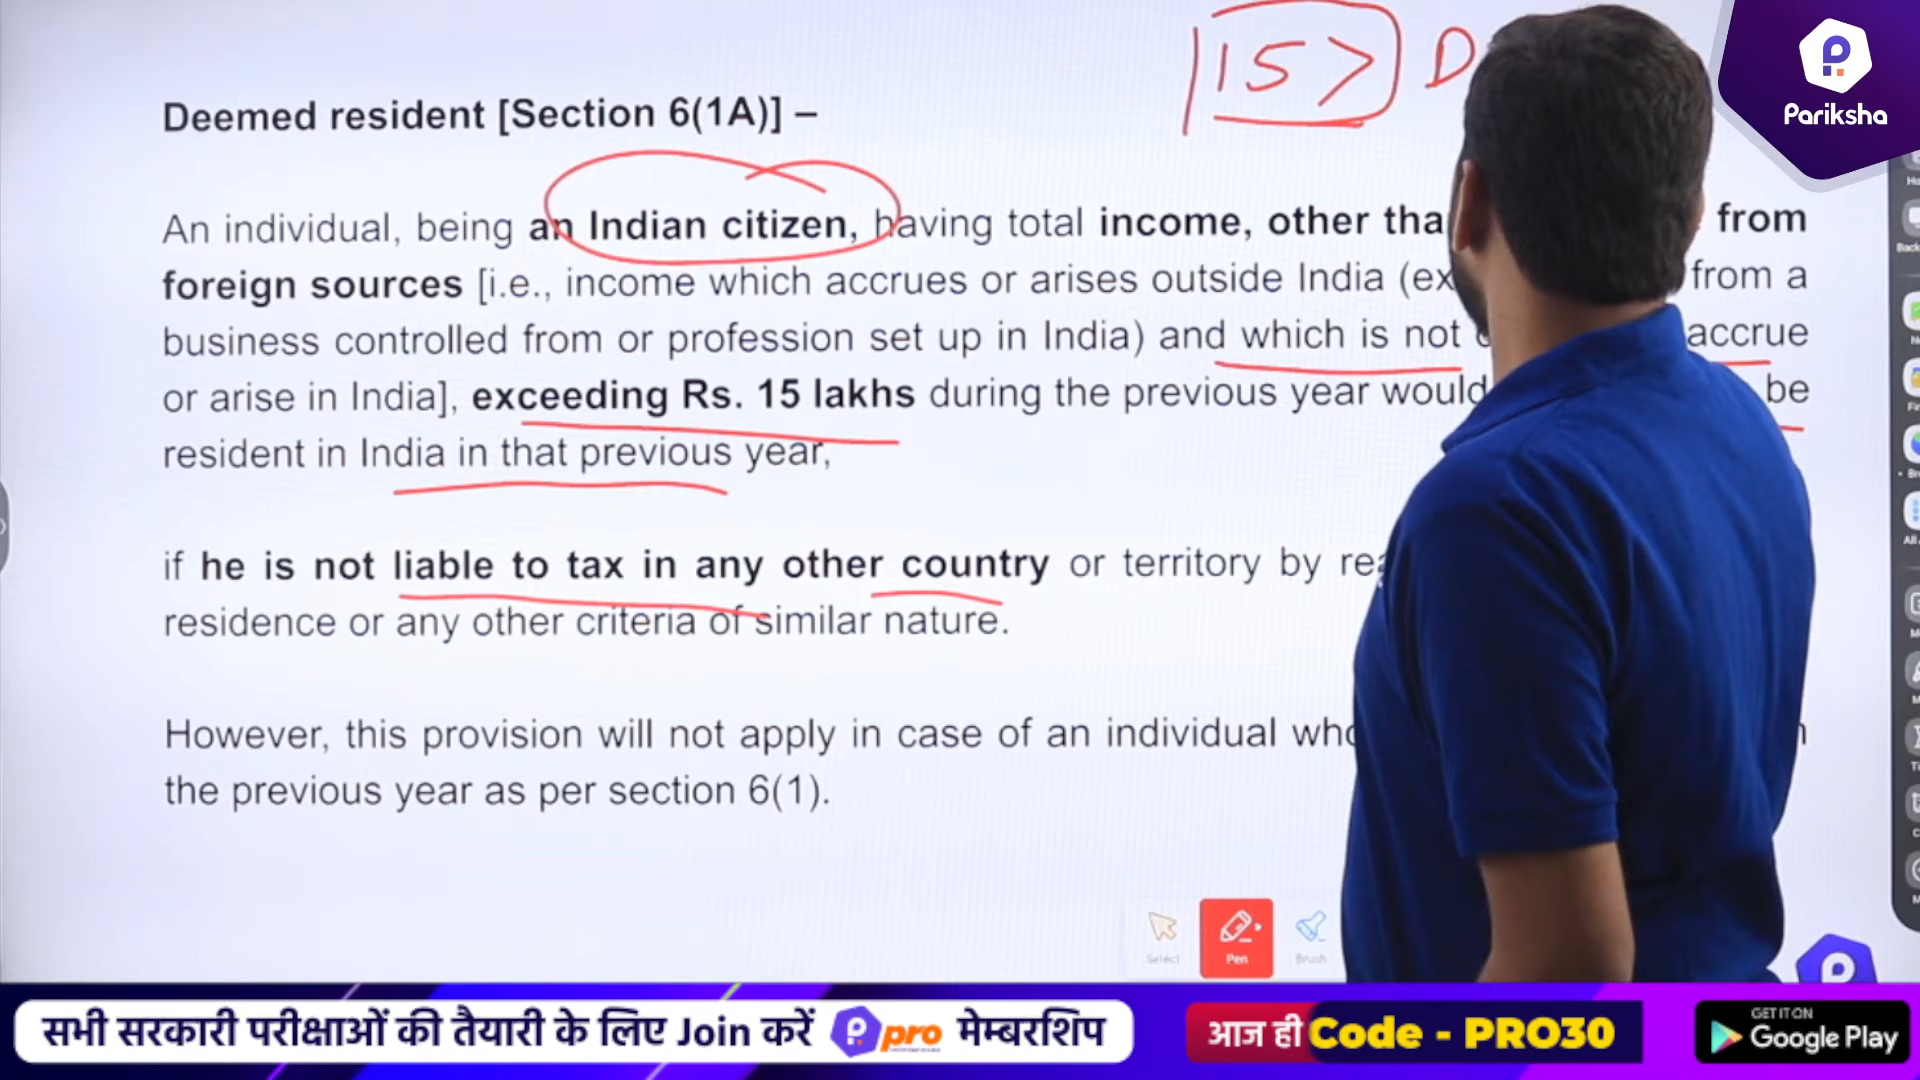 15> D
Pariksha
Deemed resident [Section 6(1A)] –
An individual, being an Indian citizen, having total income, other from
foreign sources [i.e., income which accrues or arises outside India from a
business controlled from or profession set up in India) and which is not accrue
or arise in India], exceeding Rs. 15 lakhs during the previous year would be
resident in India in that previous year,
if he is not liable to tax in any other country or territory by
residence or any other criteria of similar nature.
However, this provision will not apply in case of an individual
the previous year as per section 6(1).
Select Pen Brush
सभी सरकारी परीक्षाओं की तैयारी के लिए Join करें pro मेम्बरशिप
आज ही Code - PRO30
GET IT ON
Google Play